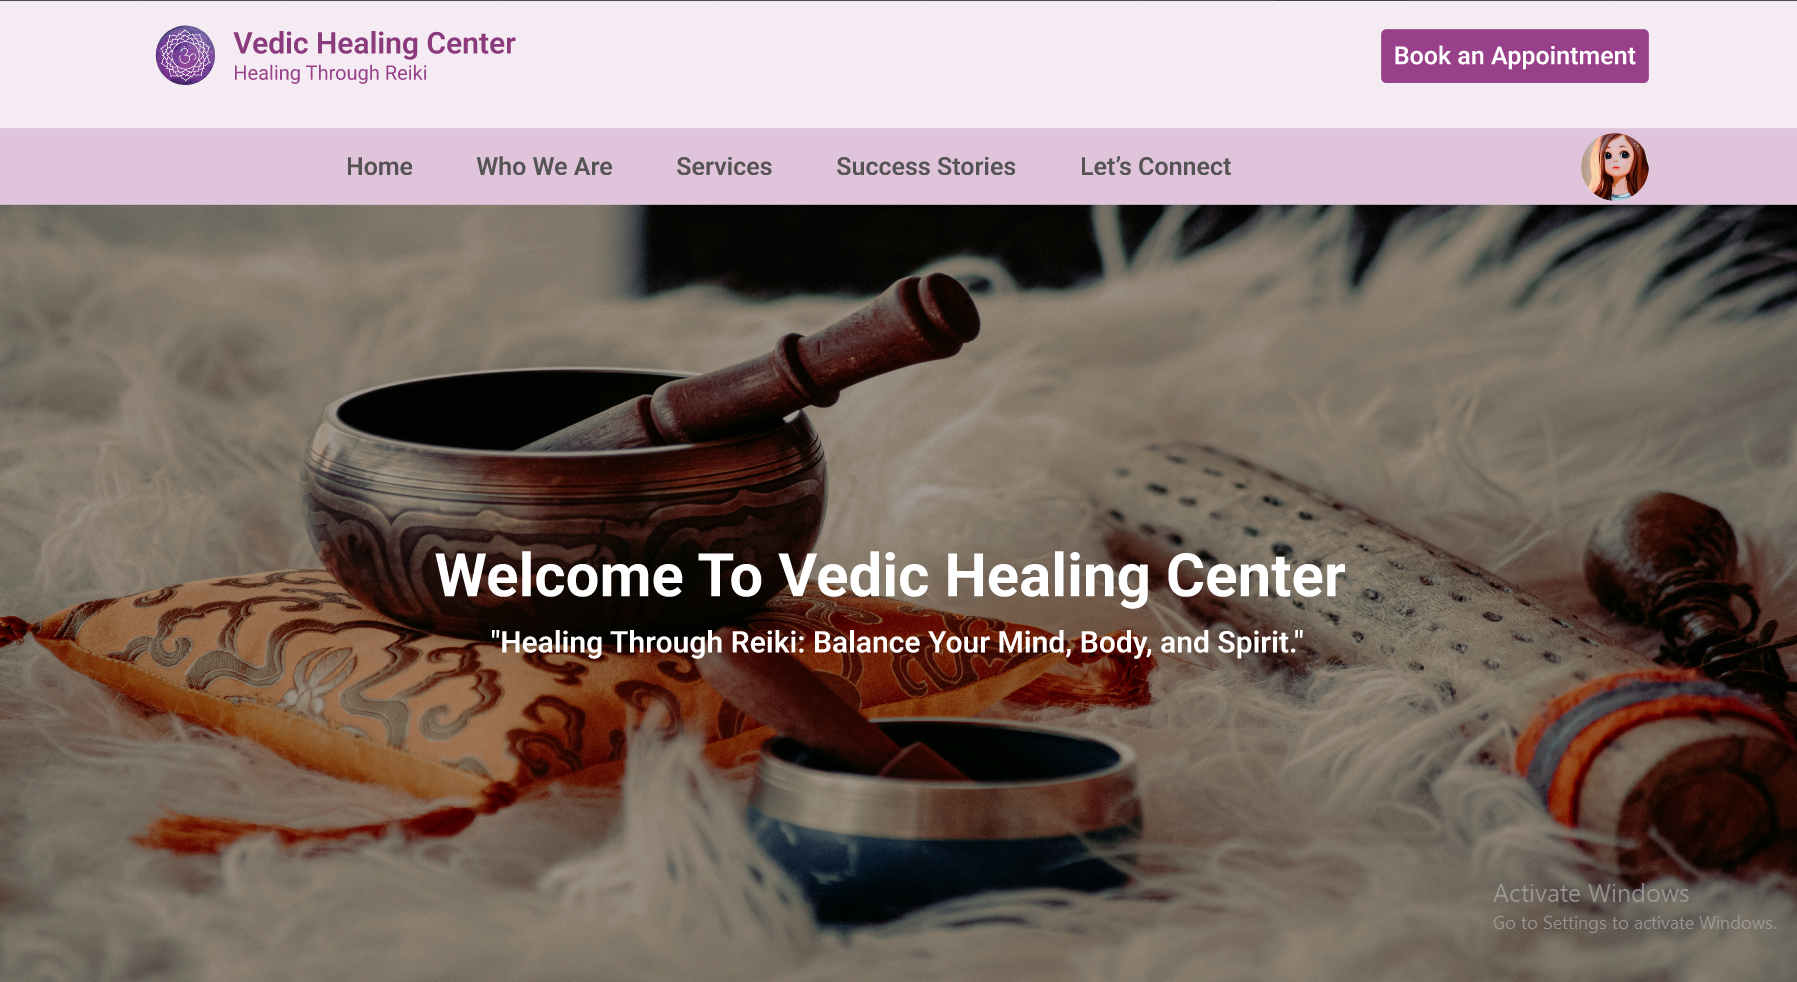 Vedic Healing Center
Healing Through Reiki
Book an Appointment
Home
Who We Are
Services
Success Stories
Let’s Connect
Welcome To Vedic Healing Center
"Healing Through Reiki: Balance Your Mind, Body, and Spirit."
Activate Windows
Go to Settings to activate Windows.